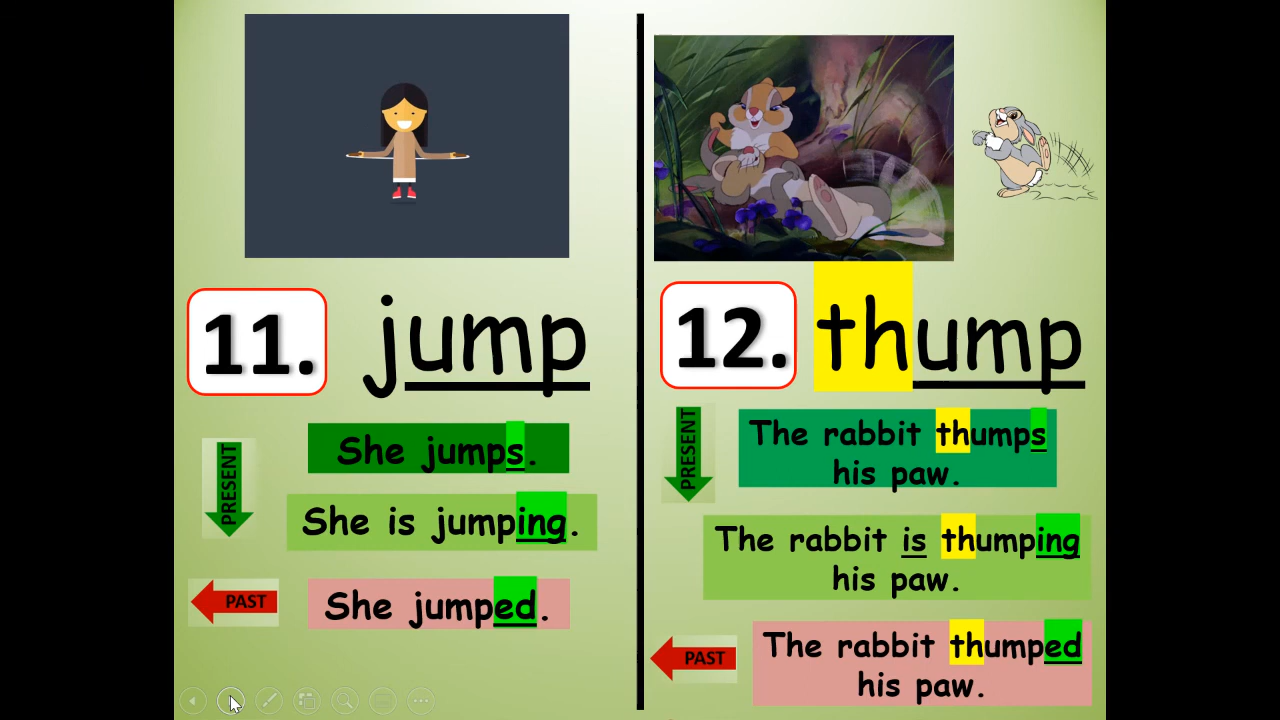 11. jump
PRESENT
She jumps.
She is jumping.
PAST
She jumped.
12. thump
PRESENT
The rabbit thumps
his paw.
The rabbit is thumping
his paw.
PAST
The rabbit thumped
his paw.